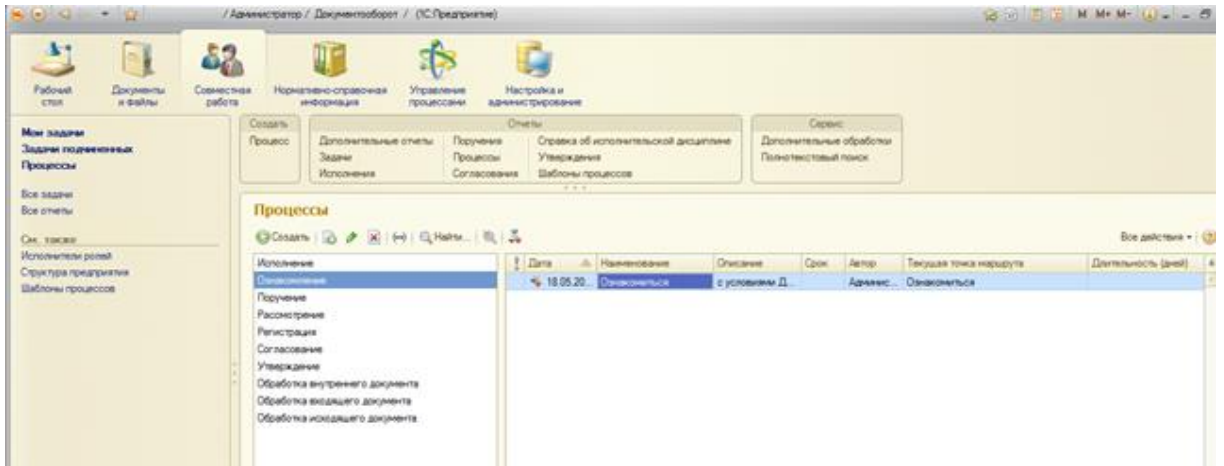 / Администратор / Документооборот / (1С:Предприятие)
M M+ M-
Рабочий стол
Документы и файлы
Совместная работа
Нормативно-справочная информация
Управление процессами
Настройка и администрирование
Мои задачи
Задачи подчиненных
Процессы
Все задачи
Все отчеты
См. также
Исполнители ролей
Структура предприятия
Шаблоны процессов
Создать
Процесс
Отчеты
Дополнительные отчеты Поручения Справка об исполнительской дисциплине
Задачи Процессы Утверждения
Исполнения Согласования Шаблоны процессов
Сервис
Дополнительные обработки
Полнотекстовый поиск
Процессы
Создать Найти... Все действия
Исполнение
Ознакомление
Поручение
Рассмотрение
Регистрация
Согласование
Утверждение
Обработка внутреннего документа
Обработка входящего документа
Обработка исходящего документа
Дата Наименование Описание Срок Автор Текущая точка маршрута Длительность (дней)
18.05.20... Ознакомиться с условиями Д... Админис... Ознакомиться